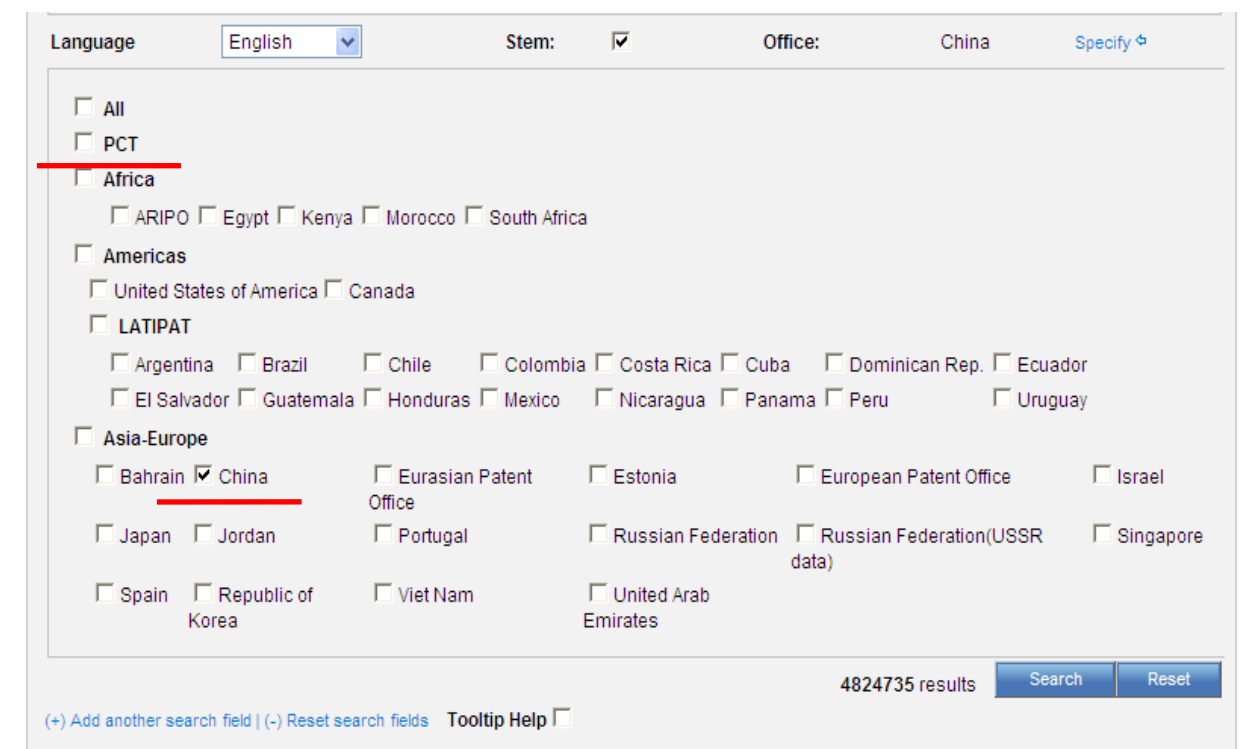 Language English Stem: Office: China Specify
All
PCT
Africa
ARIPO Egypt Kenya Morocco South Africa
Americas
United States of America Canada
LATIPAT
Argentina Brazil Chile Colombia Costa Rica Cuba Dominican Rep. Ecuador
El Salvador Guatemala Honduras Mexico Nicaragua Panama Peru Uruguay
Asia-Europe
Bahrain China Eurasian Patent Estonia European Patent Office Israel
Office
Japan Jordan Portugal Russian Federation Russian Federation(USSR Singapore
data)
Spain Republic of Viet Nam United Arab
Korea Emirates
4824735 results Search Reset
(+) Add another search field | (-) Reset search fields Tooltip Help